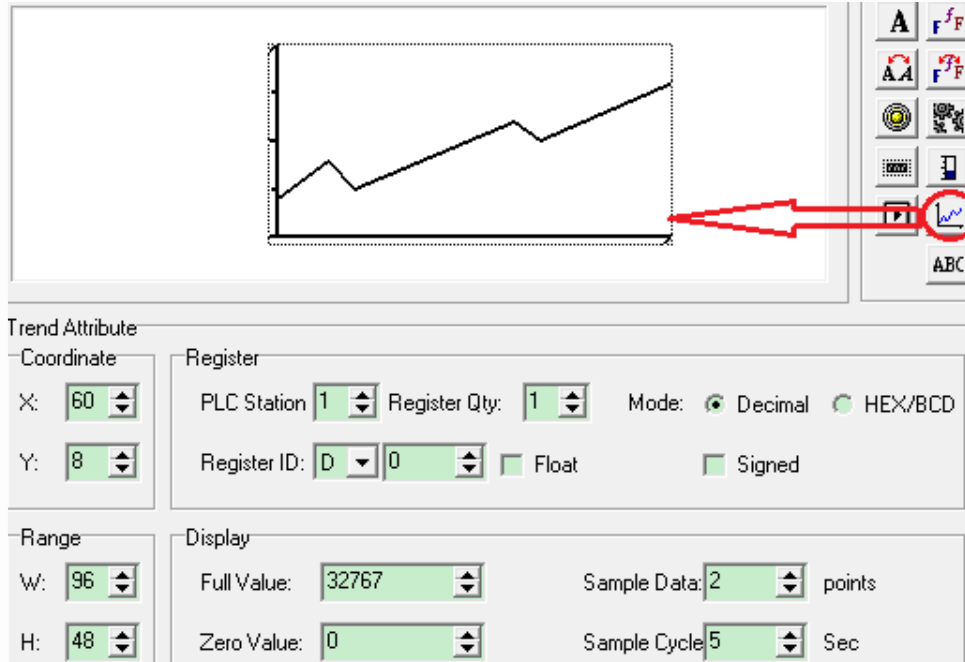 A F f F
A A F f F
Trend Attribute
Coordinate Register
X: 60 PLC Station 1 Register Qty: 1 Mode: Decimal HEX/BCD
Y: 8 Register ID: D 0 Float Signed
Range Display
W: 96 Full Value: 32767 Sample Data: 2 points
H: 48 Zero Value: 0 Sample Cycle 5 Sec
ABC